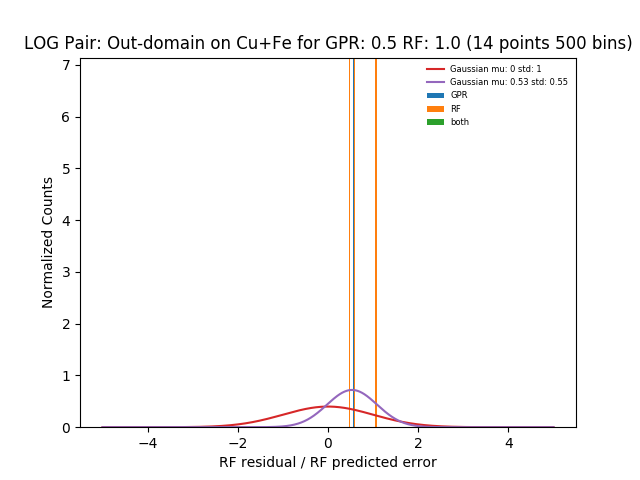 LOG Pair: Out-domain on Cu+Fe for GPR: 0.5 RF: 1.0 (14 points 500 bins)
Gaussian mu: 0 std: 1
Gaussian mu: 0.53 std: 0.55
GPR
RF
both
Normalized Counts
7
6
5
4
3
2
1
0
−4 −2 0 2 4
RF residual / RF predicted error